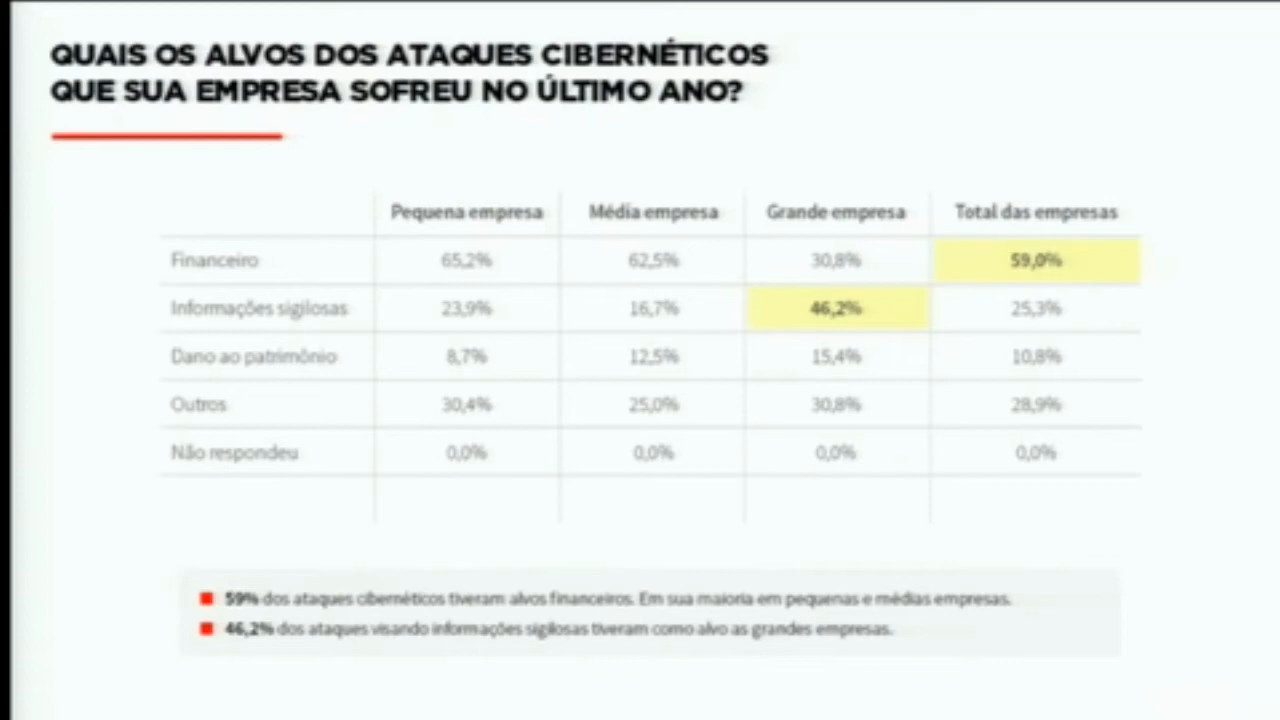 QUAIS OS ALVOS DOS ATAQUES CIBERNÉTICOS
QUE SUA EMPRESA SOFREU NO ÚLTIMO ANO?
Pequena empresa Média empresa Grande empresa Total das empresas
Financeiro 65,2% 62,5% 30,8% 59,0%
Informações sigilosas 23,9% 16,7% 46,2% 25,3%
Dano ao patrimônio 8,7% 12,5% 15,4% 10,8%
Outros 30,4% 25,0% 30,8% 28,9%
Não respondeu 0,0% 0,0% 0,0% 0,0%
59% dos ataques cibernéticos tiveram alvos financeiros. Em sua maioria em pequenas e médias empresas.
46,2% dos ataques visando informações sigilosas tiveram como alvo as grandes empresas.